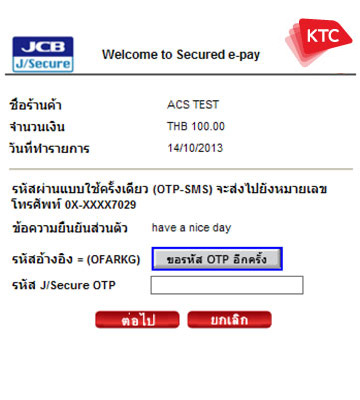 JCB
J/Secure
Welcome to Secured e-pay
KTC
ชื่อร้านค้า ACS TEST
จำนวนเงิน THB 100.00
วันที่ทำรายการ 14/10/2013
รหัสผ่านแบบใช้ครั้งเดียว (OTP-SMS) จะส่งไปยังหมายเลข
โทรศัพท์ 0X-XXXX7029
ข้อความยืนยันส่วนตัว have a nice day
รหัสอ้างอิง = (OFARKG) ขอรหัส OTP อีกครั้ง
รหัส J/Secure OTP
ต่อไป ยกเลิก